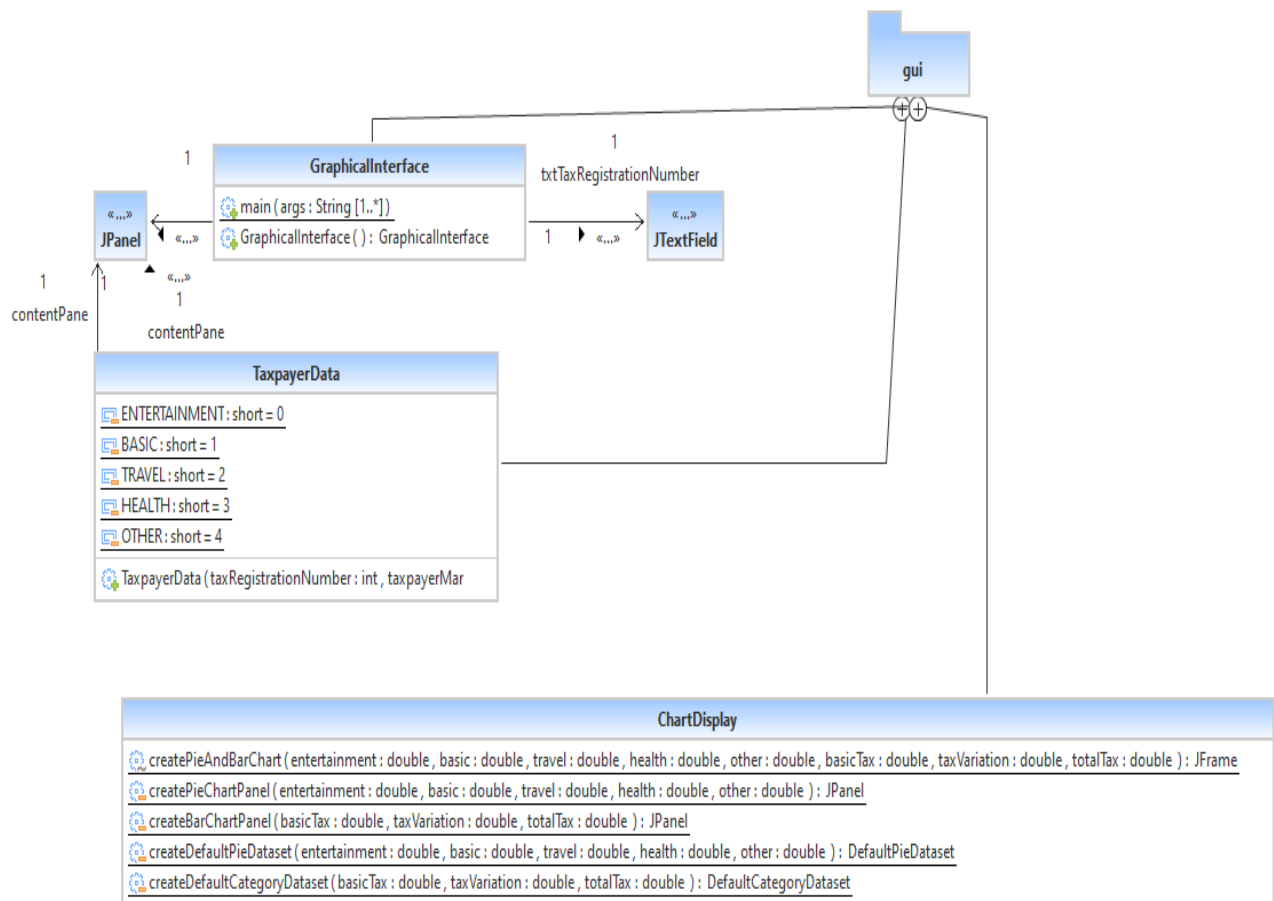 gui
GraphicalInterface
main ( args : String [1..*] )
GraphicalInterface ( ) : GraphicalInterface
1
1
txtTaxRegistrationNumber
1
«...»
«...»
JTextField
«...»
JPanel
«...»
«...»
1
1
contentPane
1
contentPane
TaxpayerData
ENTERTAINMENT : short = 0
BASIC : short = 1
TRAVEL : short = 2
HEALTH : short = 3
OTHER : short = 4
TaxpayerData ( taxRegistrationNumber : int , taxpayerMar
ChartDisplay
createPieAndBarChart ( entertainment : double , basic : double , travel : double , health : double , other : double , basicTax : double , taxVariation : double , totalTax : double ) : JFrame
createPieChartPanel ( entertainment : double , basic : double , travel : double , health : double , other : double ) : JPanel
createBarChartPanel ( basicTax : double , taxVariation : double , totalTax : double ) : JPanel
createDefaultPieDataset ( entertainment : double , basic : double , travel : double , health : double , other : double ) : DefaultPieDataset
createDefaultCategoryDataset ( basicTax : double , taxVariation : double , totalTax : double ) : DefaultCategoryDataset